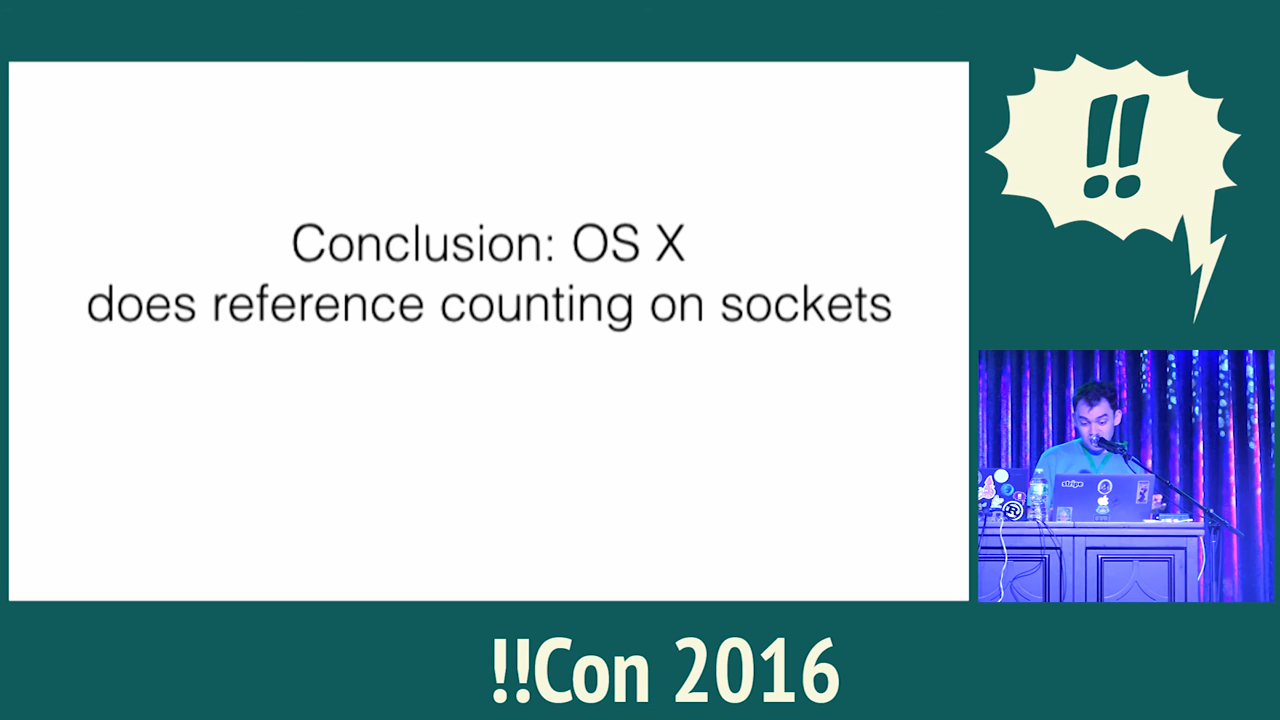 Conclusion: OS X
does reference counting on sockets
!!
stripe
!!Con 2016